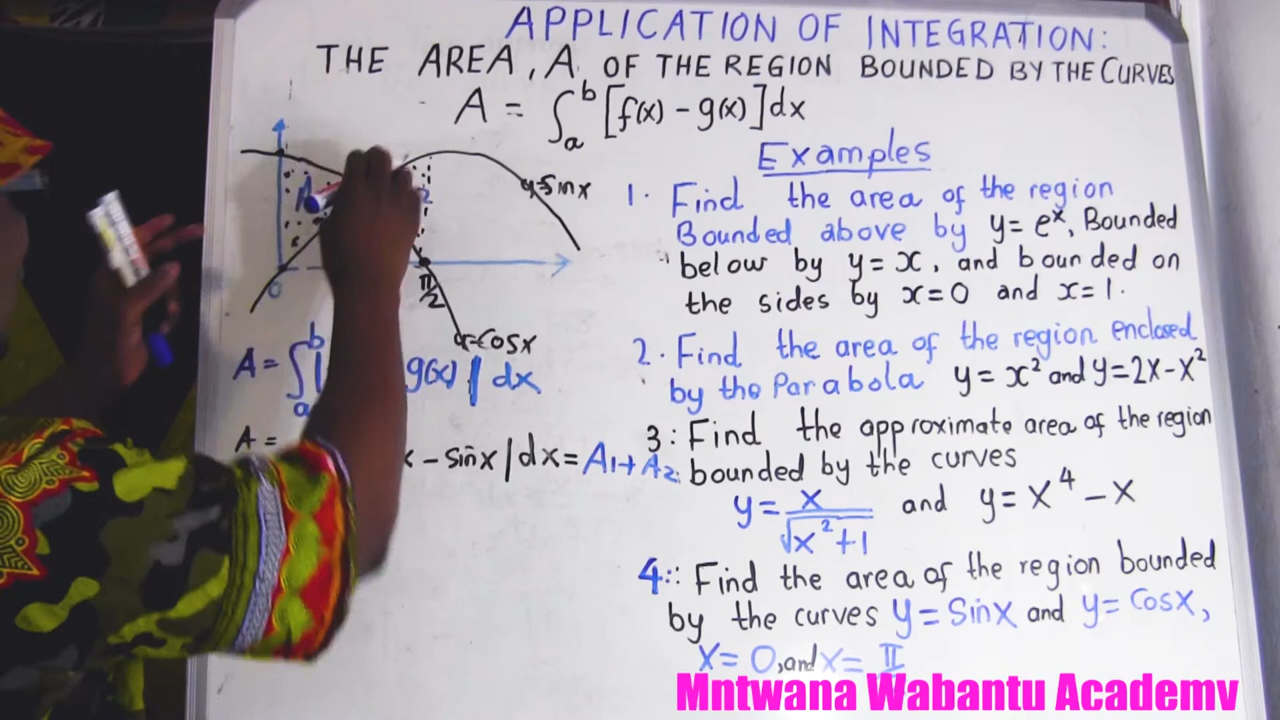 APPLICATION OF INTEGRATION:
THE AREA, A, OF THE REGION BOUNDED BY THE CURVES
A = ∫ₐᵇ [f(x) - g(x)]dx
y=sinx
0
π/2
y=cosx
A = ∫ₐᵇ | g(x) | dx
A =
x - sinx | dx = A₁ + A₂
Examples
1. Find the area of the region
Bounded above by y = eˣ, Bounded
below by y = x, and bounded on
the sides by x = 0 and x = 1.
2. Find the area of the region enclosed
by the Parabola y = x² and y = 2x - x²
3: Find the approximate area of the region
bounded by the curves
y = x/√(x²+1) and y = x⁴ - x
4:: Find the area of the region bounded
by the curves y = Sinx and y = Cosx,
x = 0, and x = π
Mntwana Wabantu Academy